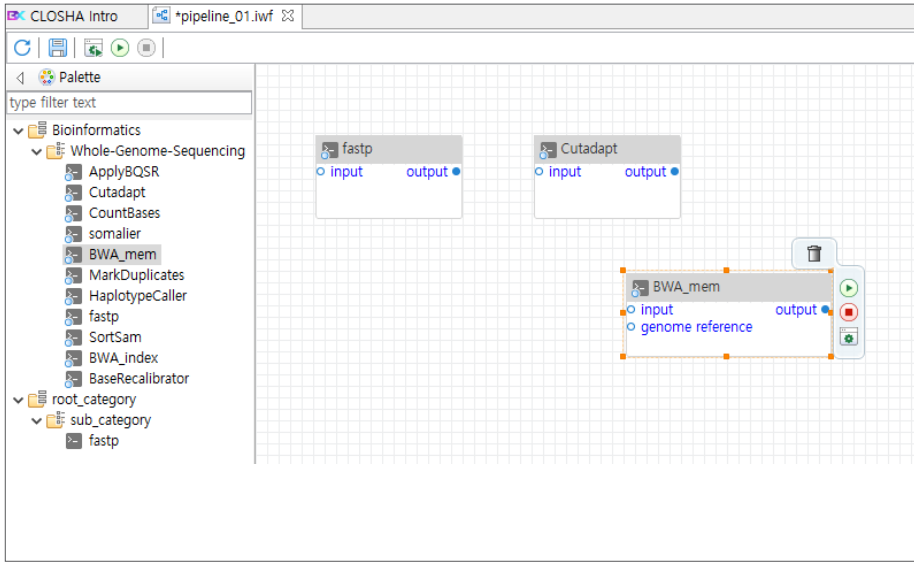 CLOSHA Intro
*pipeline_01.iwf
Palette
type filter text
Bioinformatics
Whole-Genome-Sequencing
ApplyBQSR
Cutadapt
CountBases
somalier
BWA_mem
MarkDuplicates
HaplotypeCaller
fastp
SortSam
BWA_index
BaseRecalibrator
root_category
sub_category
fastp
fastp
input output
Cutadapt
input output
BWA_mem
input output
genome reference